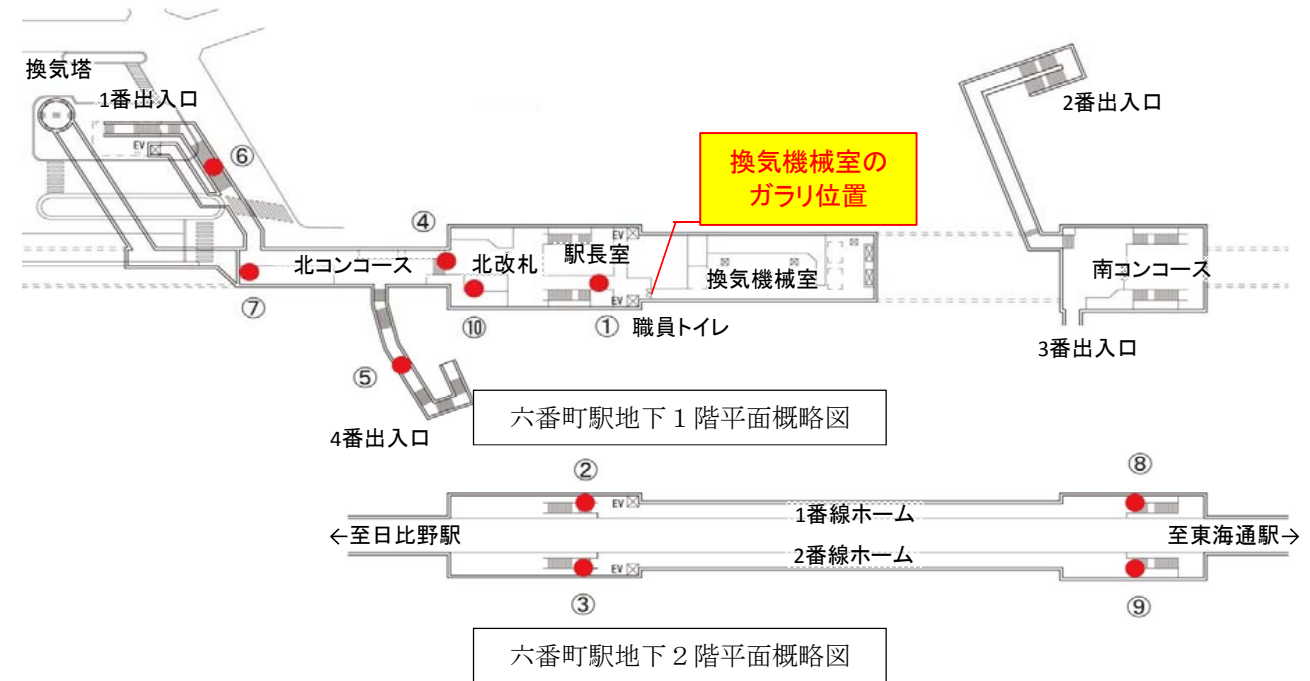 換気塔
1番出入口
EV
⑥
2番出入口
換気機械室の
ガラリ位置
④
EV
北コンコース
北改札
駅長室
換気機械室
南コンコース
⑦
⑩
①
EV
職員トイレ
3番出入口
⑤
4番出入口
六番町駅地下１階平面概略図
②
⑧
EV
1番線ホーム
←至日比野駅
至東海通駅→
2番線ホーム
EV
③
⑨
六番町駅地下２階平面概略図